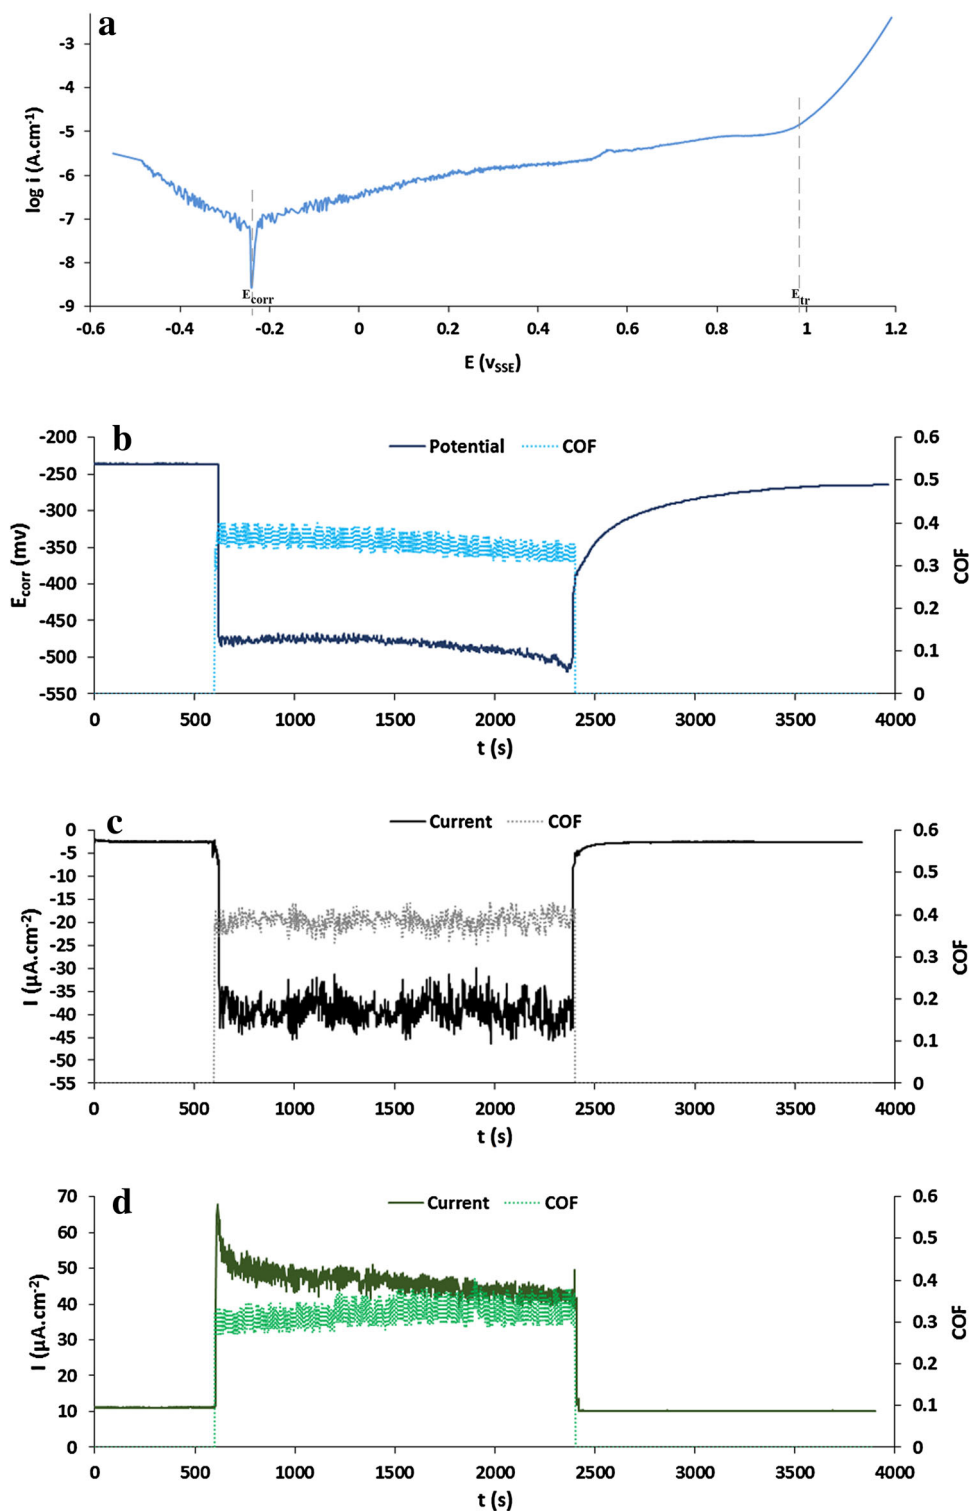 a
-3
-4
-5
-6
-7
-8
-9
log i (A.cm-1)
Ecorr
Etr
-0.6 -0.4 -0.2 0 0.2 0.4 0.6 0.8 1 1.2
E (vSSE)
b
Potential COF
-200 0.6
-250 0.5
-300 0.4
-350 0.3
-400
-450 0.2
-500 0.1
-550 0
Ecorr (mv)
COF
0 500 1000 1500 2000 2500 3000 3500 4000
t (s)
c
Current COF
0 0.6
-5 0.5
-10
-15 0.4
-20
-25 0.3
-30
-35 0.2
-40
-45 0.1
-50
-55 0
I (µA.cm-2)
COF
0 500 1000 1500 2000 2500 3000 3500 4000
t (s)
d
Current COF
70 0.6
60 0.5
50 0.4
40
30 0.3
20 0.2
10 0.1
0 0
I (µA.cm-2)
COF
0 500 1000 1500 2000 2500 3000 3500 4000
t (s)